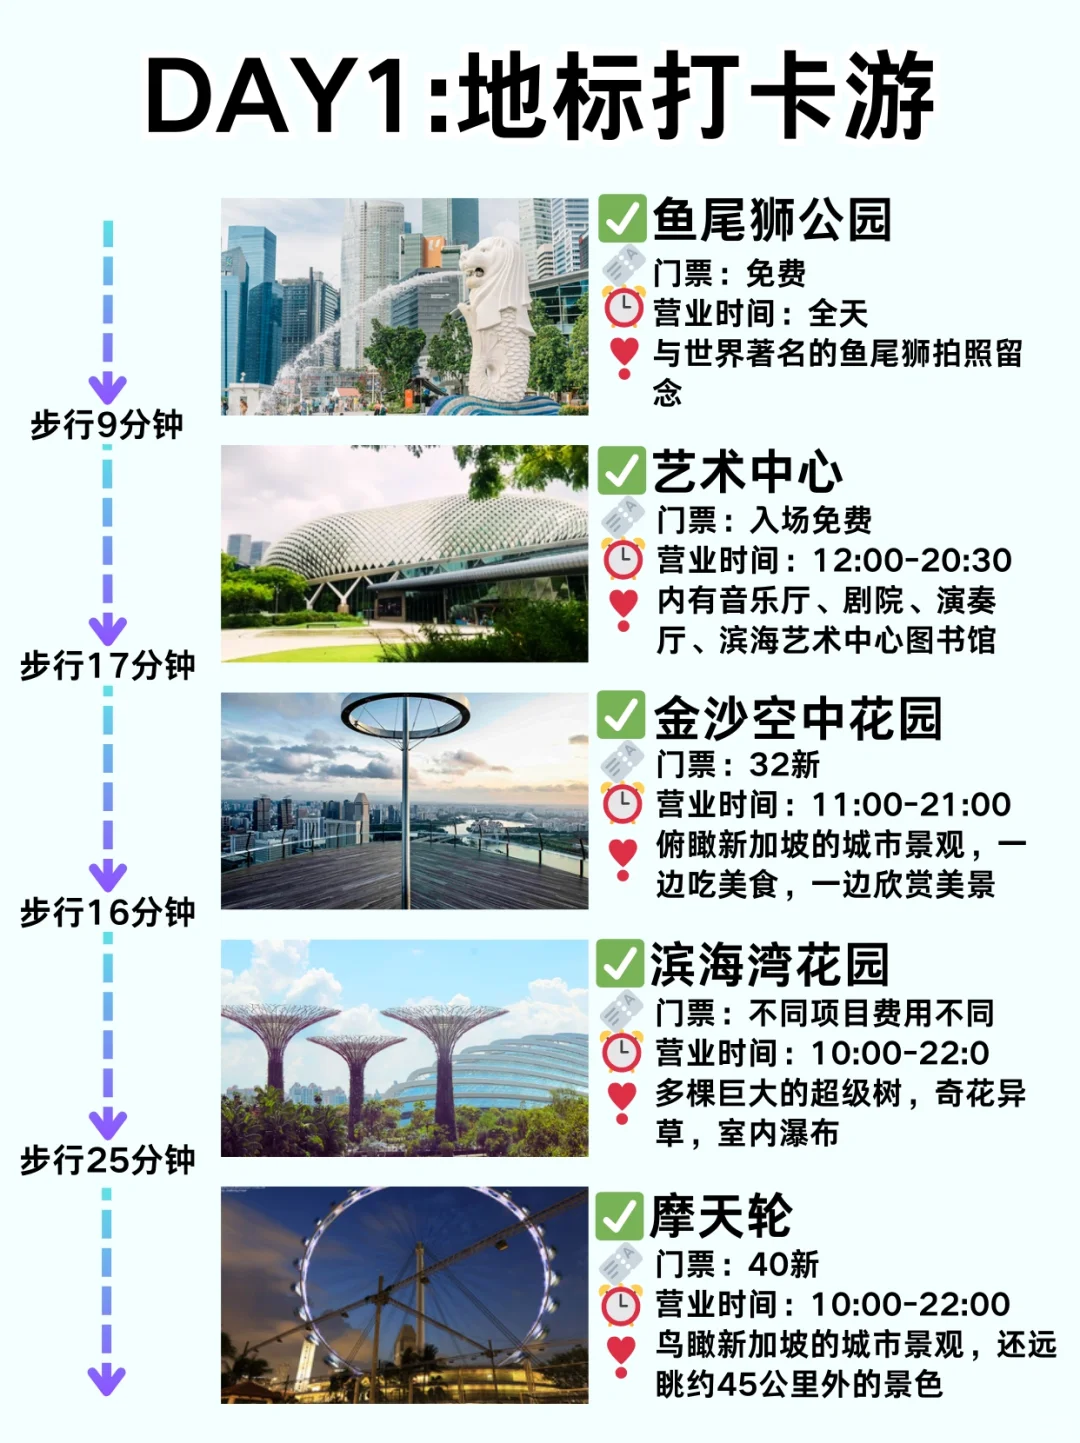 DAY1:地标打卡游
鱼尾狮公园
门票：免费
营业时间：全天
与世界著名的鱼尾狮拍照留
念
步行9分钟
艺术中心
门票：入场免费
营业时间：12:00-20:30
内有音乐厅、剧院、演奏
厅、滨海艺术中心图书馆
步行17分钟
金沙空中花园
门票：32新
营业时间：11:00-21:00
俯瞰新加坡的城市景观，一
边吃美食，一边欣赏美景
步行16分钟
滨海湾花园
门票：不同项目费用不同
营业时间：10:00-22:0
多棵巨大的超级树，奇花异
草，室内瀑布
步行25分钟
摩天轮
门票：40新
营业时间：10:00-22:00
鸟瞰新加坡的城市景观，还远
眺约45公里外的景色